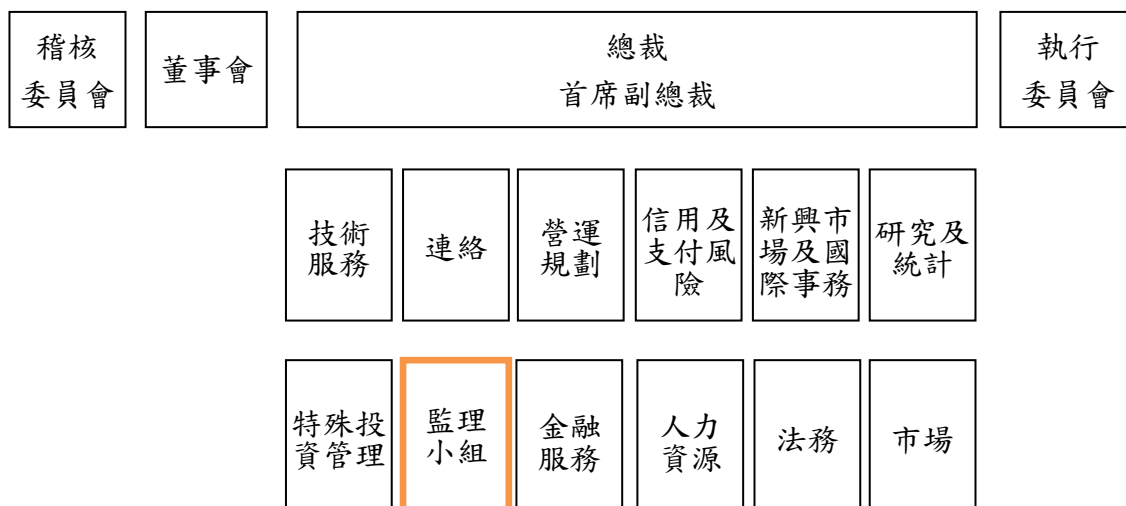 稽核
委員會
董事會
總裁
首席副總裁
執行
委員會
技術
服務
連絡
營運
規劃
信用及
支付風
險
新興市
場及國
際事務
研究及
統計
特殊投
資管理
監理
小組
金融
服務
人力
資源
法務
市場